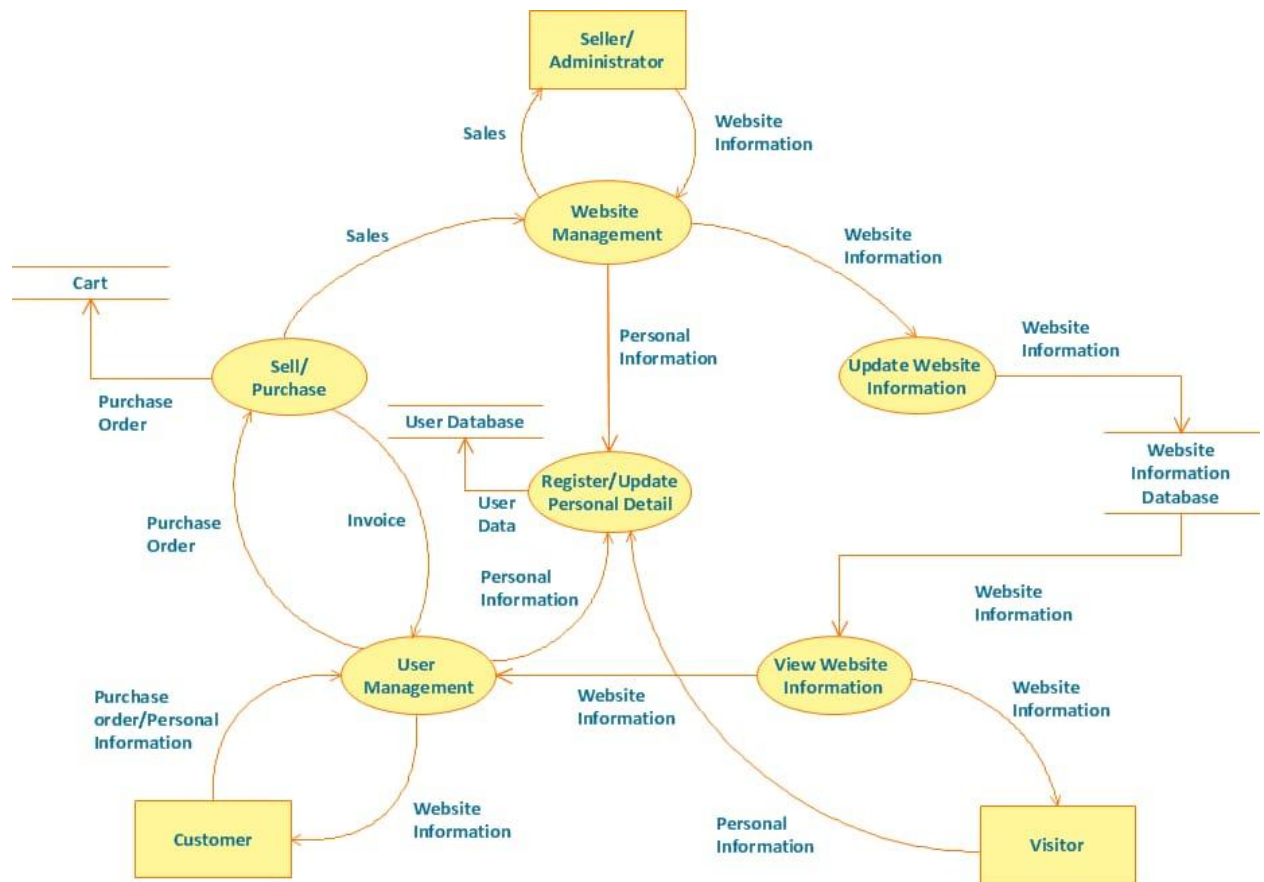 Seller/
Administrator
Sales
Website
Information
Website
Management
Sales
Website
Information
Cart
Personal
Information
Website
Information
Sell/
Purchase
Update Website
Information
Purchase
Order
User Database
Website
Information
Database
Register/Update
Personal Detail
User
Data
Purchase
Order
Invoice
Personal
Information
Website
Information
User
Management
View Website
Information
Purchase
order/Personal
Information
Website
Information
Website
Information
Website
Information
Personal
Information
Customer
Visitor